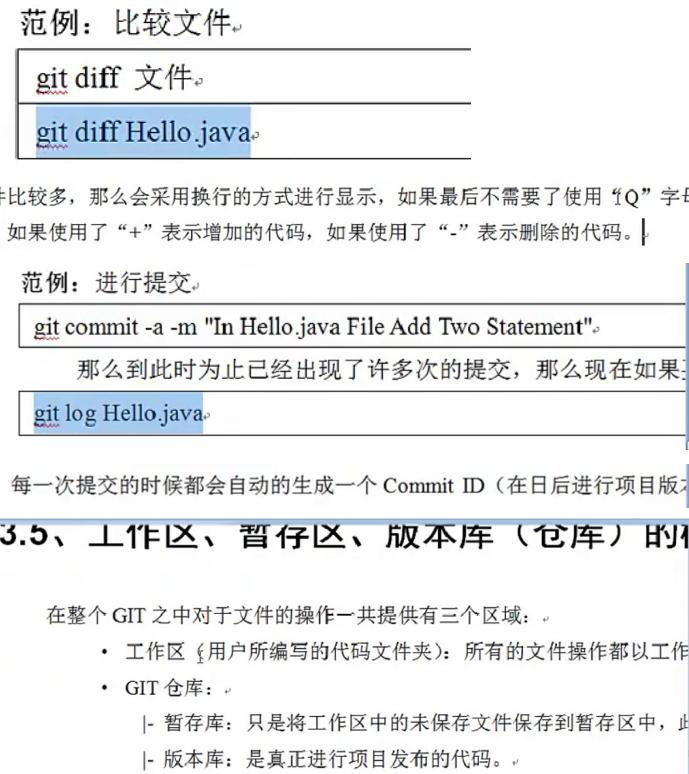 范例：比较文件
git diff 文件
git diff Hello.java
件比较多，那么会采用换行的方式进行显示，如果最后不需要了使用“Q”字母
如果使用了“+”表示增加的代码，如果使用了“-”表示删除的代码。
范例：进行提交
git commit -a -m "In Hello.java File Add Two Statement"
那么到此时为止已经出现了许多次的提交，那么现在如果
git log Hello.java
每一次提交的时候都会自动的生成一个 Commit ID（在日后进行项目版本
3.5、工作区、暂存区、版本库（仓库）的
在整个 GIT 之中对于文件的操作一共提供有三个区域：
• 工作区（用户所编写的代码文件夹）：所有的文件操作都以工作
• GIT 仓库：
|- 暂存库：只是将工作区中的未保存文件保存到暂存区中，此
|- 版本库：是真正进行项目发布的代码。